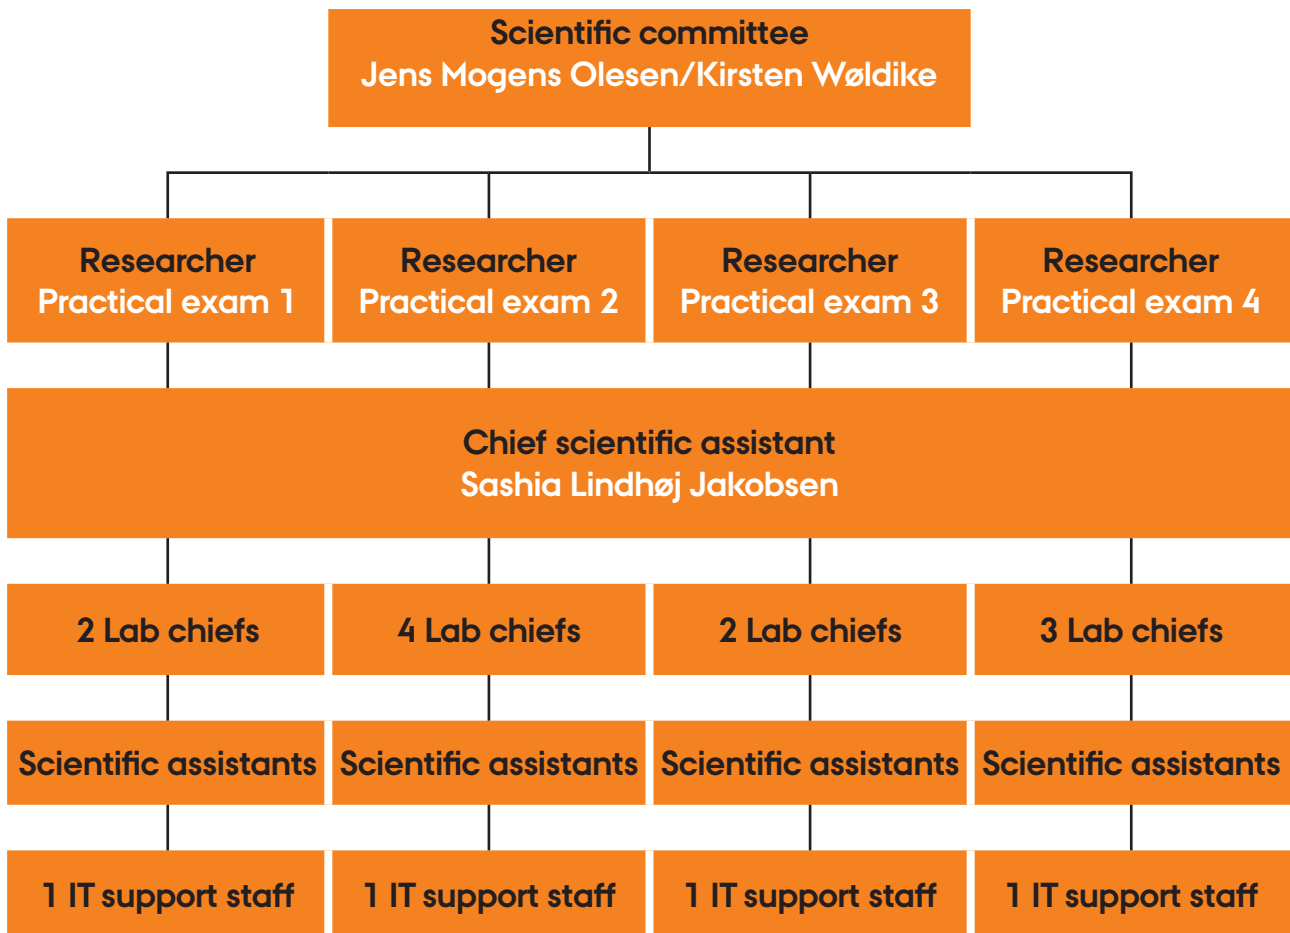 Scientific committee
Jens Mogens Olesen/Kirsten Wøldike
Researcher
Practical exam 1
Researcher
Practical exam 2
Researcher
Practical exam 3
Researcher
Practical exam 4
Chief scientific assistant
Sashia Lindhøj Jakobsen
2 Lab chiefs
4 Lab chiefs
2 Lab chiefs
3 Lab chiefs
Scientific assistants
Scientific assistants
Scientific assistants
Scientific assistants
1 IT support staff
1 IT support staff
1 IT support staff
1 IT support staff